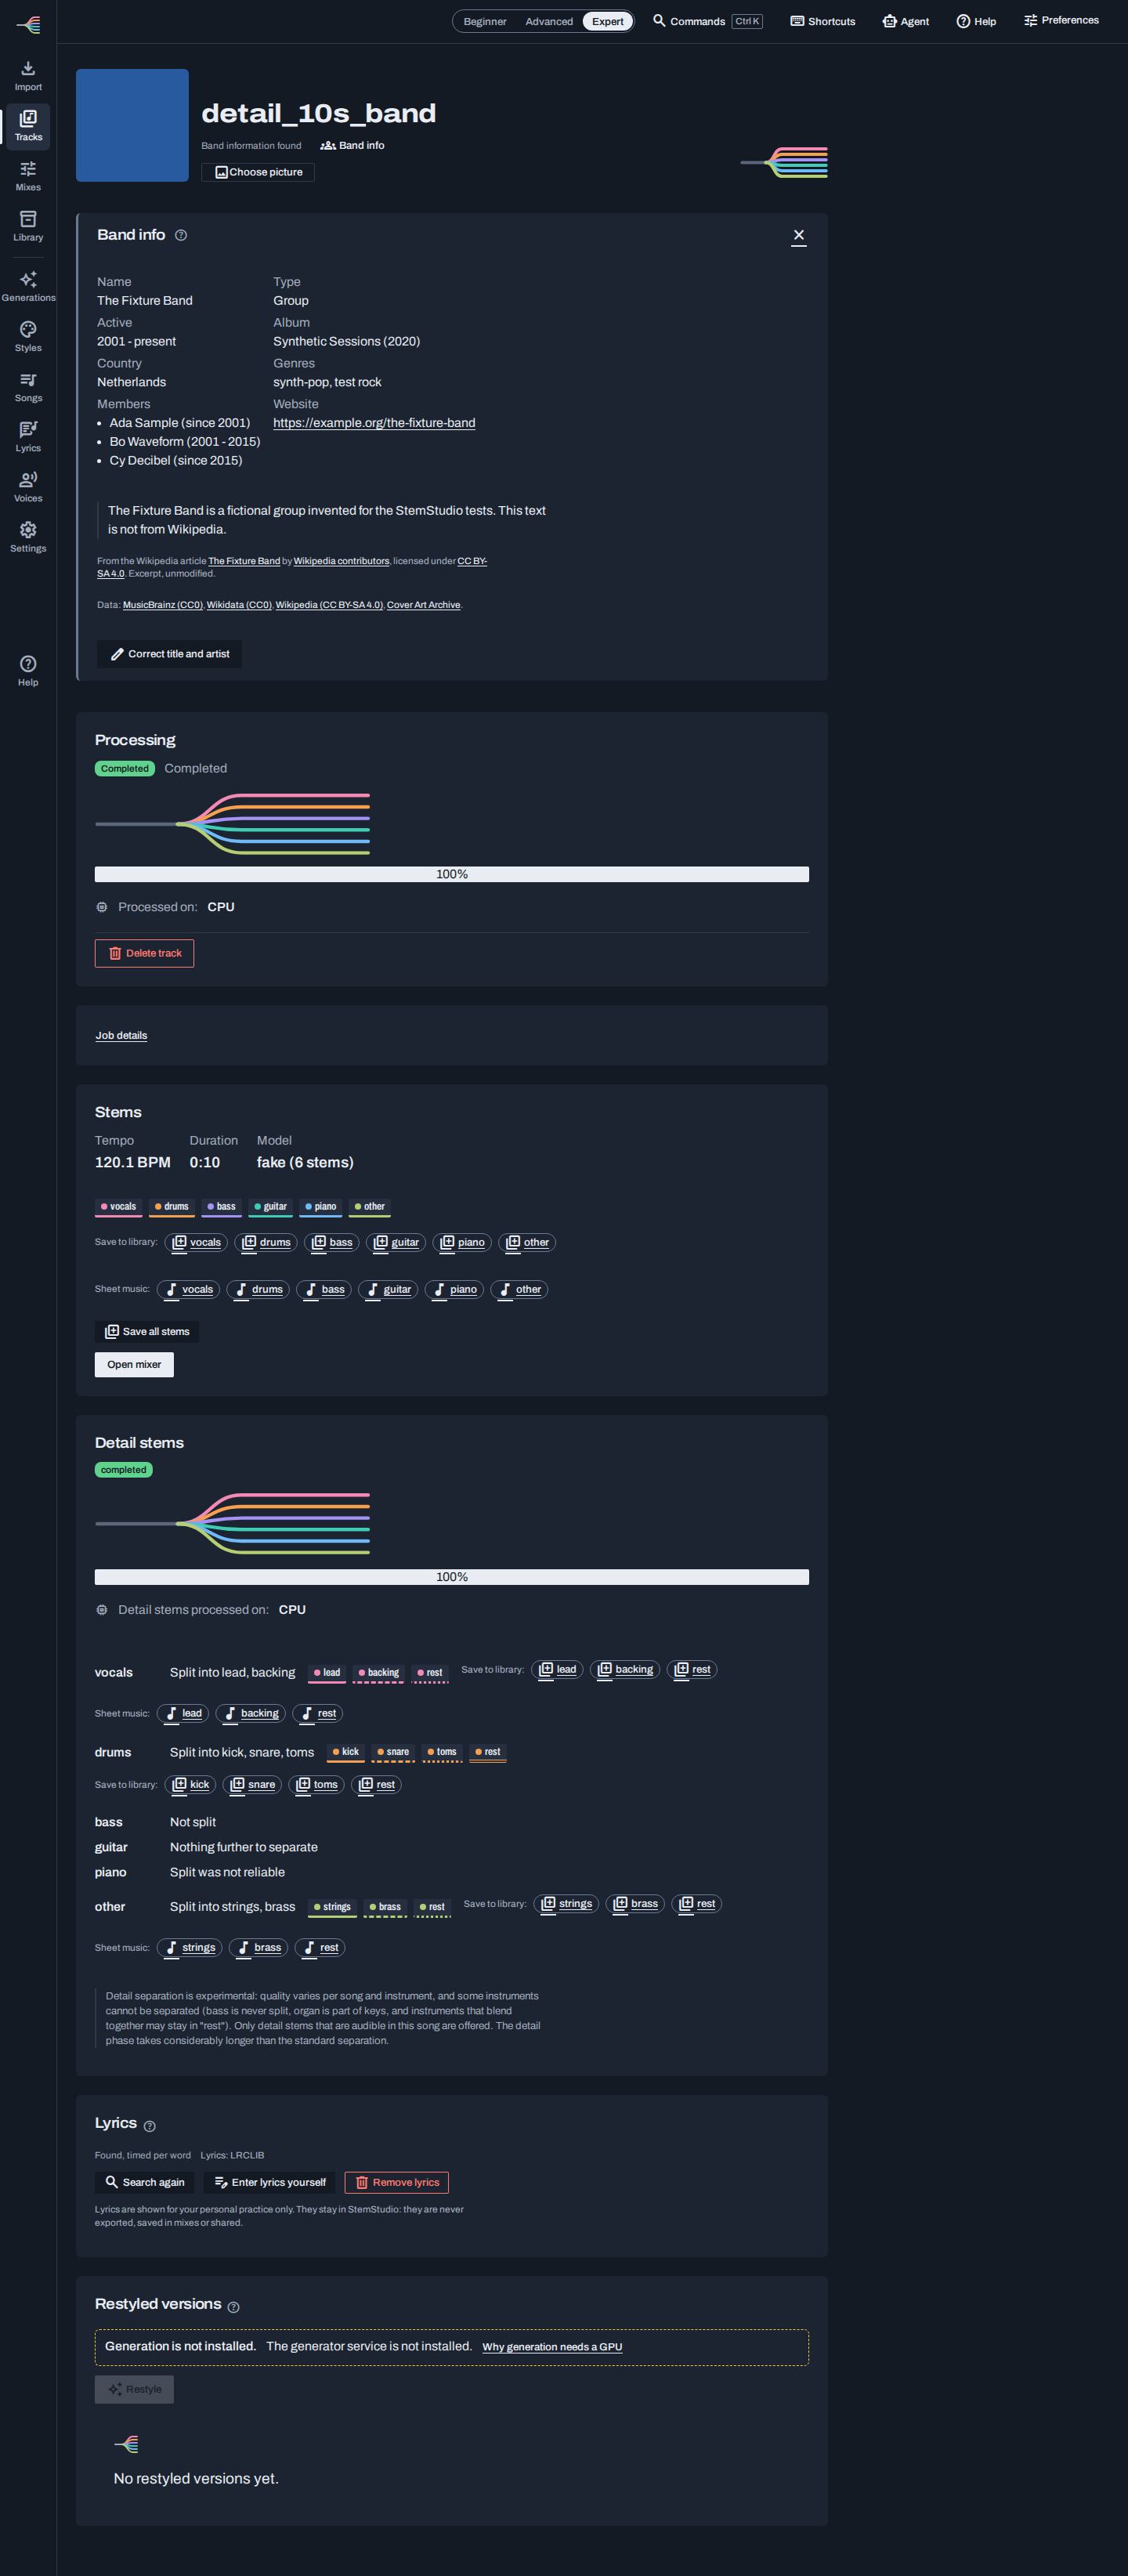 Beginner Advanced Expert Commands Ctrl K Shortcuts Agent Help Preferences
Import
Tracks
Mixes
Library
Generations
Styles
Songs
Lyrics
Voices
Settings
Help
detail_10s_band
Band information found Band info
Choose picture
Band info
Name Type
The Fixture Band Group
Active Album
2001 - present Synthetic Sessions (2020)
Country Genres
Netherlands synth-pop, test rock
Members Website
• Ada Sample (since 2001) https://example.org/the-fixture-band
• Bo Waveform (2001 - 2015)
• Cy Decibel (since 2015)
The Fixture Band is a fictional group invented for the StemStudio tests. This text
is not from Wikipedia.
From the Wikipedia article The Fixture Band by Wikipedia contributors, licensed under CC BY-
SA 4.0. Excerpt, unmodified.
Data: MusicBrainz (CC0), Wikidata (CC0), Wikipedia (CC BY-SA 4.0), Cover Art Archive.
Correct title and artist
Processing
Completed Completed
100%
Processed on: CPU
Delete track
Job details
Stems
Tempo Duration Model
120.1 BPM 0:10 fake (6 stems)
vocals drums bass guitar piano other
Save to library: vocals drums bass guitar piano other
Sheet music: vocals drums bass guitar piano other
Save all stems
Open mixer
Detail stems
completed
100%
Detail stems processed on: CPU
vocals Split into lead, backing lead backing rest Save to library: lead backing rest
Sheet music: lead backing rest
drums Split into kick, snare, toms kick snare toms rest
Save to library: kick snare toms rest
bass Not split
guitar Nothing further to separate
piano Split was not reliable
other Split into strings, brass strings brass rest Save to library: strings brass rest
Sheet music: strings brass rest
Detail separation is experimental: quality varies per song and instrument, and some instruments
cannot be separated (bass is never split, organ is part of keys, and instruments that blend
together may stay in "rest"). Only detail stems that are audible in this song are offered. The detail
phase takes considerably longer than the standard separation.
Lyrics
Found, timed per word Lyrics: LRCLIB
Search again Enter lyrics yourself Remove lyrics
Lyrics are shown for your personal practice only. They stay in StemStudio: they are never
exported, saved in mixes or shared.
Restyled versions
Generation is not installed. The generator service is not installed. Why generation needs a GPU
Restyle
No restyled versions yet.